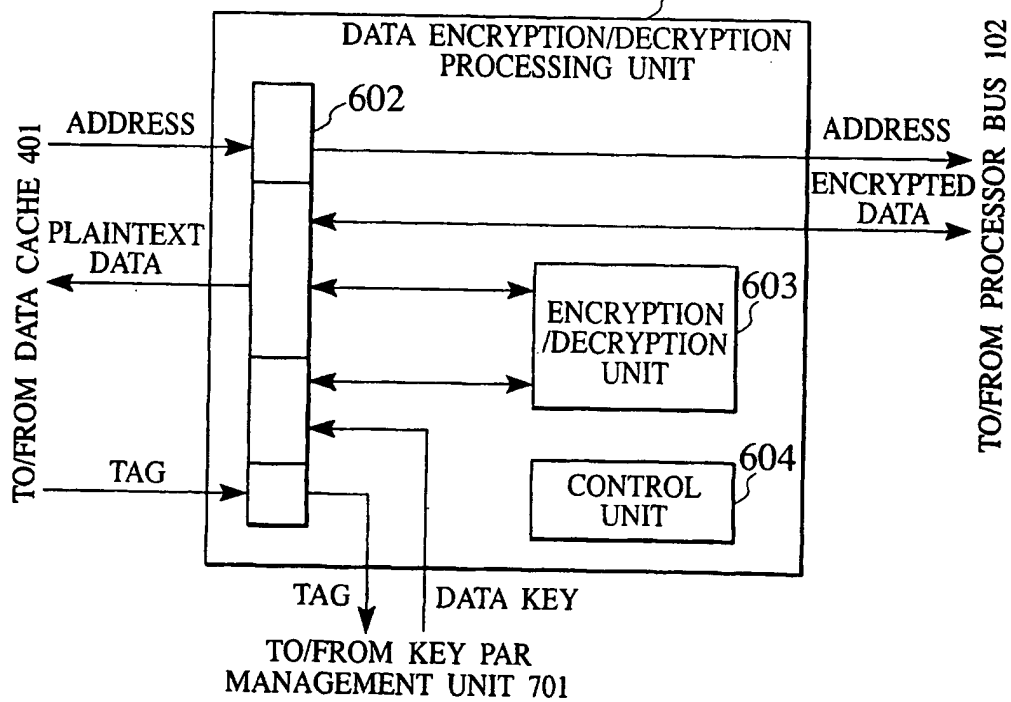 DATA ENCRYPTION/DECRYPTION
PROCESSING UNIT
602
ADDRESS
ADDRESS
ENCRYPTED
DATA
PLAINTEXT
DATA
603
ENCRYPTION
/DECRYPTION
UNIT
604
CONTROL
UNIT
TAG
TAG
DATA KEY
TO/FROM KEY PAR
MANAGEMENT UNIT 701
TO/FROM DATA CACHE 401
TO/FROM PROCESSOR BUS 102